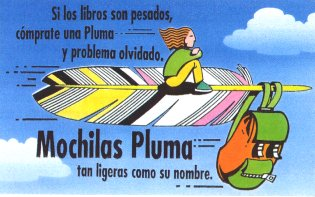 Si los libros son pesados,
cómprate una Pluma
y problema olvidado.
Mochilas Pluma
tan ligeras como su nombre.